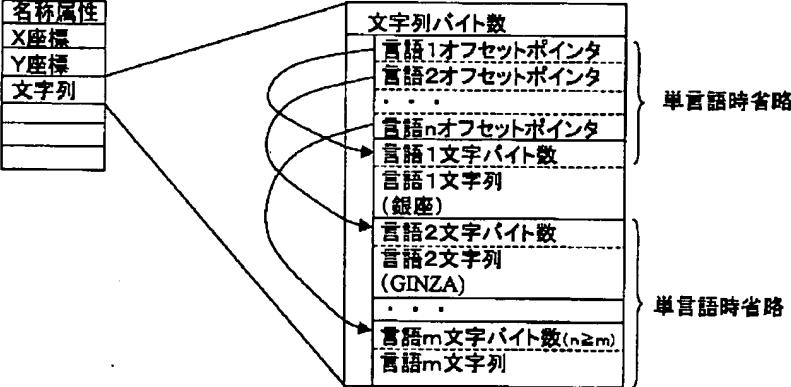 名称属性
X座標
Y座標
文字列
文字列バイト数
言語1オフセットポインタ
言語2オフセットポインタ
・・・
言語nオフセットポインタ
言語1文字バイト数
言語1文字列
(銀座)
言語2文字バイト数
言語2文字列
(GINZA)
・・・
言語m文字バイト数(n≧m)
言語m文字列
単言語時省略
単言語時省略